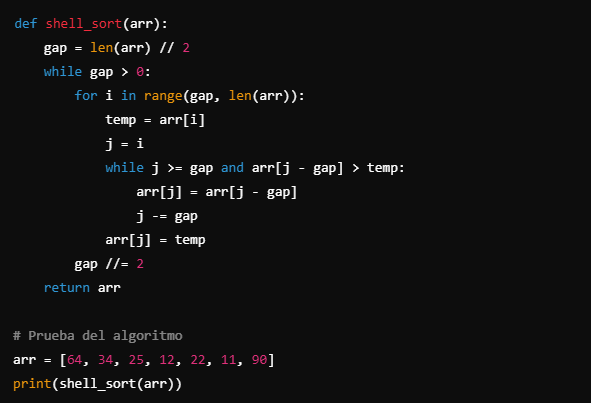 def shell_sort(arr):
    gap = len(arr) // 2
    while gap > 0:
        for i in range(gap, len(arr)):
            temp = arr[i]
            j = i
            while j >= gap and arr[j - gap] > temp:
                arr[j] = arr[j - gap]
                j -= gap
            arr[j] = temp
        gap //= 2
    return arr

# Prueba del algoritmo
arr = [64, 34, 25, 12, 22, 11, 90]
print(shell_sort(arr))